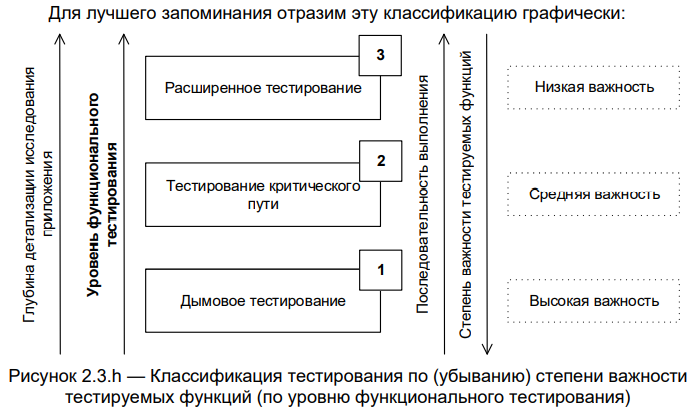 Для лучшего запоминания отразим эту классификацию графически:
Глубина детализации исследования
приложения
Уровень функционального
тестирования
3
Расширенное тестирование
2
Тестирование критического
пути
1
Дымовое тестирование
Последовательность выполнения
Степень важности тестируемых функций
Низкая важность
Средняя важность
Высокая важность
Рисунок 2.3.h — Классификация тестирования по (убыванию) степени важности
тестируемых функций (по уровню функционального тестирования)